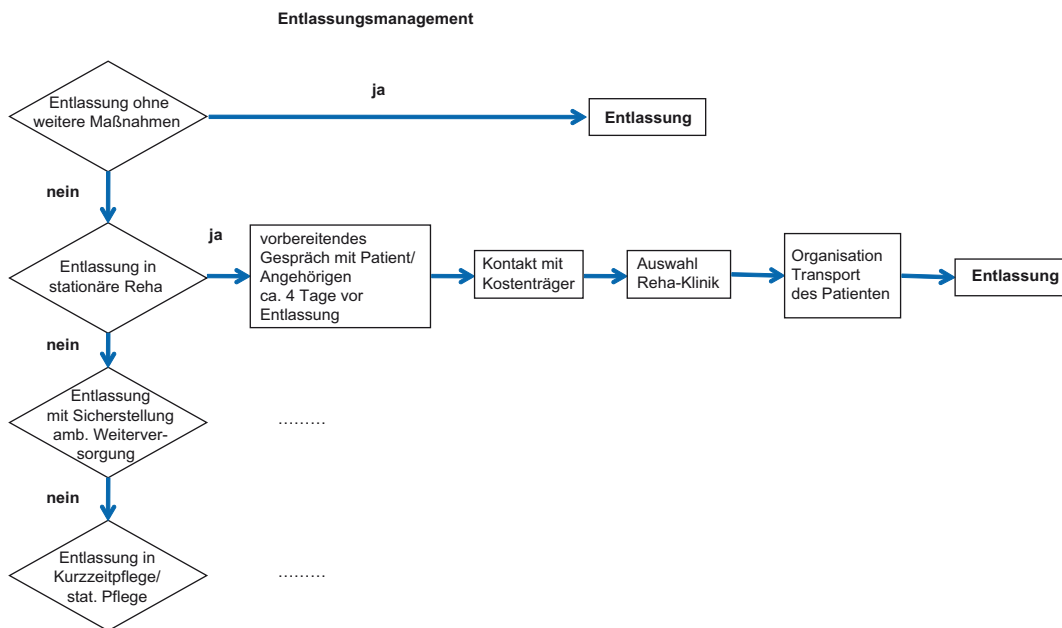 Entlassungsmanagement
Entlassung ohne
weitere Maßnahmen
ja
Entlassung
nein
Entlassung in
stationäre Reha
ja
vorbereitendes
Gespräch mit Patient/
Angehörigen
ca. 4 Tage vor
Entlassung
Kontakt mit
Kostenträger
Auswahl
Reha-Klinik
Organisation
Transport
des Patienten
Entlassung
nein
Entlassung
mit Sicherstellung
amb. Weiterver-
sorgung
.........
nein
Entlassung in
Kurzzeitpflege/
stat. Pflege
.........